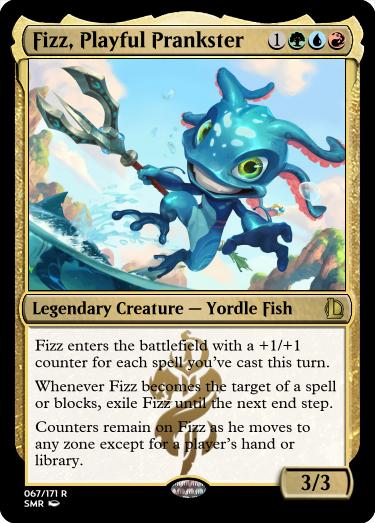 Fizz, Playful Prankster 1
Legendary Creature — Yordle Fish
Fizz enters the battlefield with a +1/+1
counter for each spell you've cast this turn.
Whenever Fizz becomes the target of a spell
or blocks, exile Fizz until the next end step.
Counters remain on Fizz as he moves to
any zone except for a player's hand or
library.
3/3
067/171 R
SMR